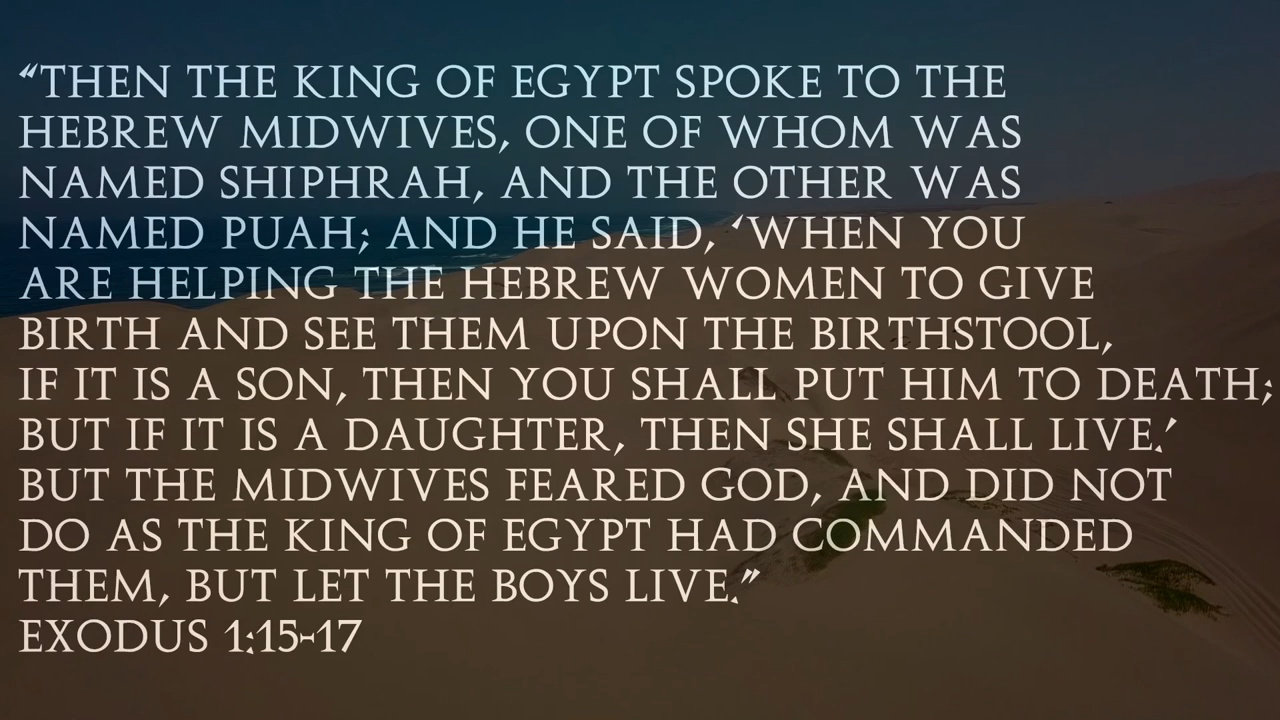 “THEN THE KING OF EGYPT SPOKE TO THE
HEBREW MIDWIVES, ONE OF WHOM WAS
NAMED SHIPHRAH, AND THE OTHER WAS
NAMED PUAH; AND HE SAID, ‘WHEN YOU
ARE HELPING THE HEBREW WOMEN TO GIVE
BIRTH AND SEE THEM UPON THE BIRTHSTOOL,
IF IT IS A SON, THEN YOU SHALL PUT HIM TO DEATH;
BUT IF IT IS A DAUGHTER, THEN SHE SHALL LIVE.’
BUT THE MIDWIVES FEARED GOD, AND DID NOT
DO AS THE KING OF EGYPT HAD COMMANDED
THEM, BUT LET THE BOYS LIVE.”
EXODUS 1:15-17